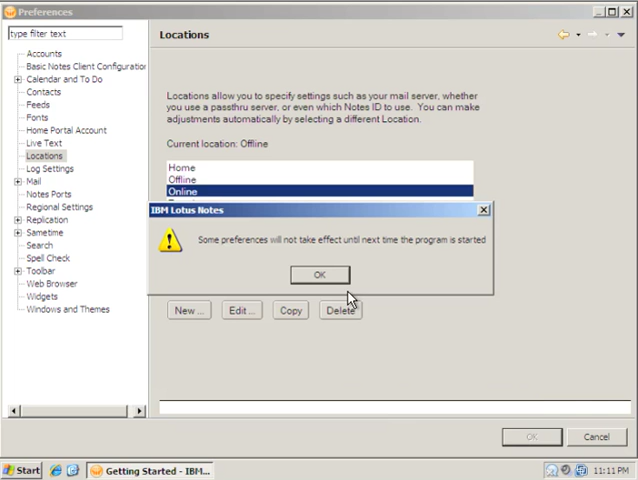 Preferences
type filter text
Locations
Accounts
Basic Notes Client Configuration
Calendar and To Do
Contacts
Feeds
Fonts
Home Portal Account
Live Text
Locations
Log Settings
Mail
Notes Ports
Regional Settings
Replication
Sametime
Search
Spell Check
Toolbar
Web Browser
Widgets
Windows and Themes
Locations allow you to specify settings such as your mail server, whether
you use a passthru server, or even which Notes ID to use. You can make
adjustments automatically by selecting a different Location.
Current location: Offline
Home
Offline
Online
IBM Lotus Notes
Some preferences will not take effect until next time the program is started
OK
New ...
Edit ...
Copy
Delete
OK
Cancel
Start
Getting Started - IBM...
11:11 PM